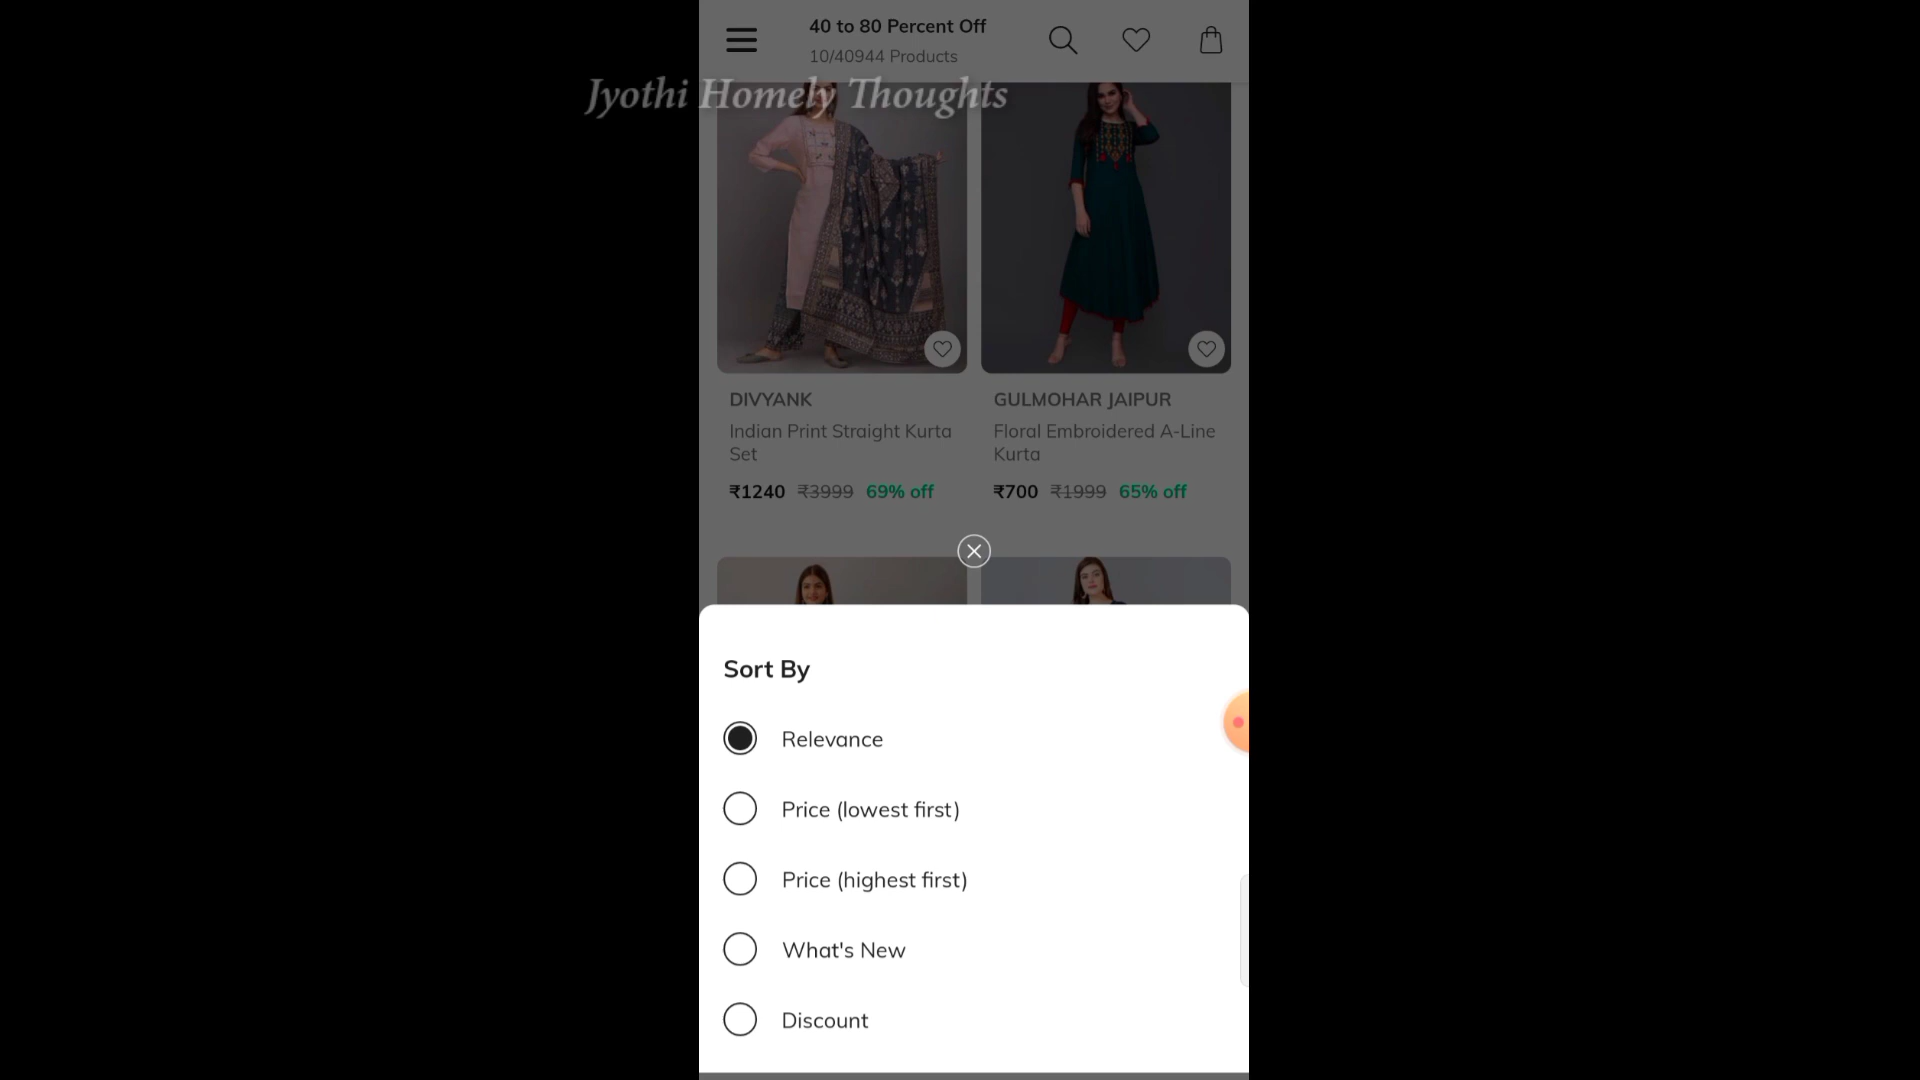 40 to 80 Percent Off
10/40944 Products
Jyothi Homely Thoughts
DIVYANK
Indian Print Straight Kurta
Set
₹1240 ₹3999 69% off
GULMOHAR JAIPUR
Floral Embroidered A-Line
Kurta
₹700 ₹1999 65% off
Sort By
Relevance
Price (lowest first)
Price (highest first)
What's New
Discount